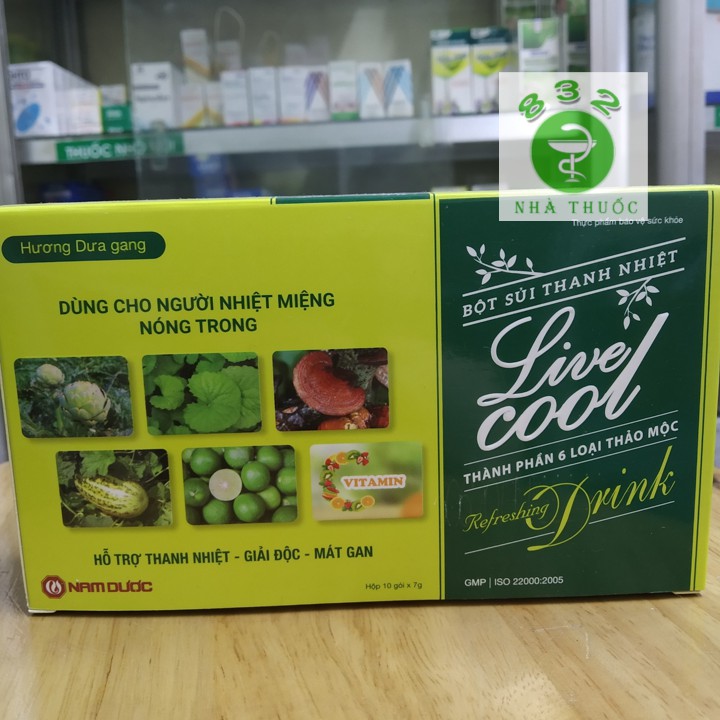 832
NHÀ THUỐC
THUỐC NHỎ
Hương Dưa gang
DÙNG CHO NGƯỜI NHIỆT MIỆNG
NÓNG TRONG
VITAMIN
HỖ TRỢ THANH NHIỆT - GIẢI ĐỘC - MÁT GAN
NAM DƯỢC
Hộp 10 gói x 7g
Thực phẩm bảo vệ sức khỏe
BỘT SỦI THANH NHIỆT
Live
cool
THÀNH PHẦN 6 LOẠI THẢO MỘC
Refreshing Drink
GMP | ISO 22000:2005